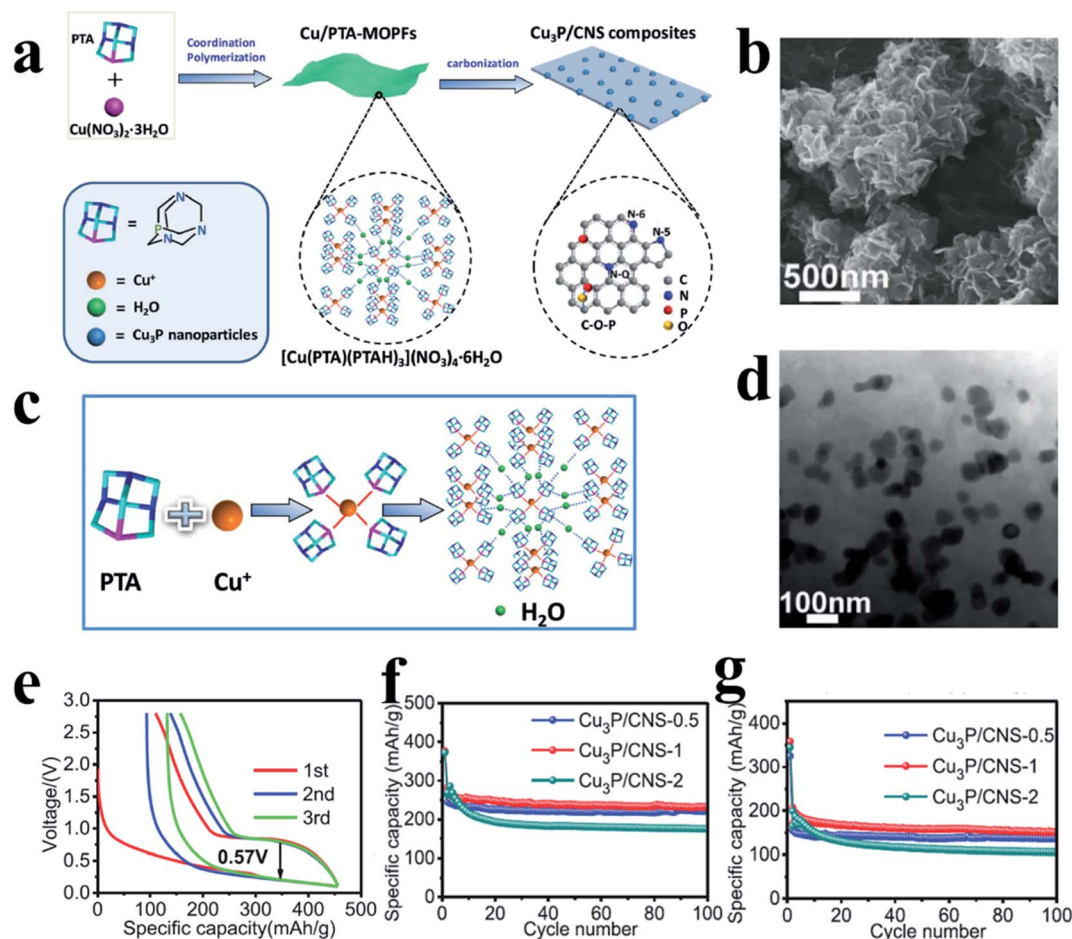 a
PTA
+
Cu(NO₃)₂·3H₂O
Coordination
Polymerization
Cu/PTA-MOPFs
carbonization
Cu₃P/CNS composites
= 
N
P
N
N
= Cu⁺
= H₂O
= Cu₃P nanoparticles
[Cu(PTA)(PTAH)₃](NO₃)₄·6H₂O
N-6
N-5
N-Q
C-O-P
C
N
P
O
b
500nm
c
PTA
Cu⁺
H₂O
d
100nm
e
Voltage/(V)
3.0
2.5
2.0
1.5
1.0
0.5
0.0
1st
2nd
3rd
0.57V
0 100 200 300 400 500
Specific capacity(mAh/g)
f
Specific capacity (mAh/g)
500
400
300
200
100
0
Cu₃P/CNS-0.5
Cu₃P/CNS-1
Cu₃P/CNS-2
0 20 40 60 80 100
Cycle number
g
Specific capacity (mAh/g)
400
300
200
100
0
Cu₃P/CNS-0.5
Cu₃P/CNS-1
Cu₃P/CNS-2
0 20 40 60 80 100
Cycle number